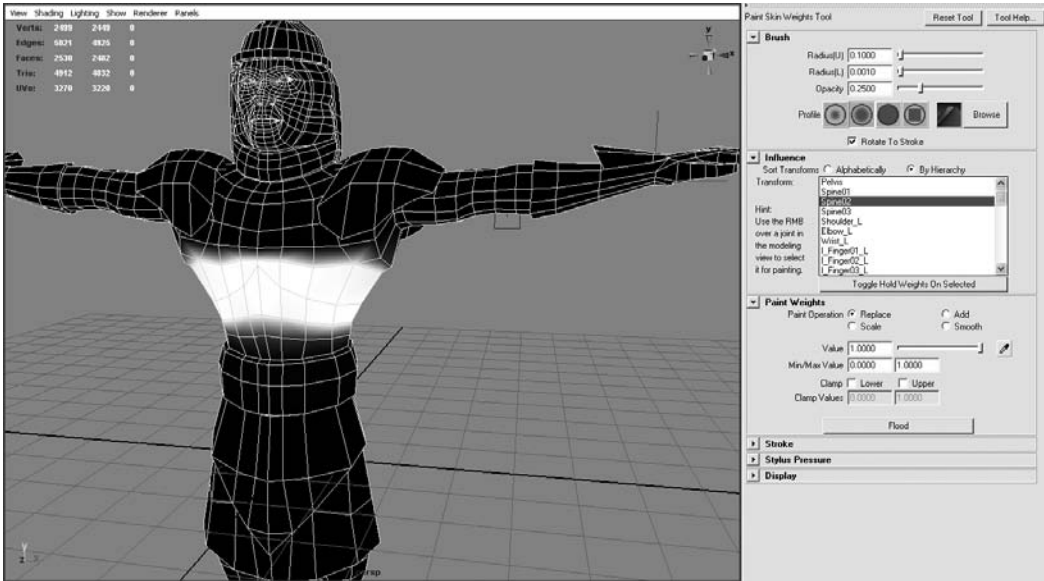 View Shading Lighting Show Renderer Panels
Verts: 2499 2449 0
Edges: 5021 4926 0
Faces: 2530 2482 0
Tris: 4912 4832 0
UVs: 3270 3220 0
y
x
y
z
x
persp
Paint Skin Weights Tool Reset Tool Tool Help...
Brush
Radius(U) 0.1000
Radius(L) 0.0010
Opacity 0.2500
Profile Browse
Rotate To Stroke
Influence
Sort Transforms Alphabetically By Hierarchy
Transform:
Pelvis
Spine01
Spine02
Spine03
Shoulder_L
Elbow_L
Wrist_L
I_Finger01_L
I_Finger02_L
I_Finger03_L
Hint:
Use the RMB
over a joint in
the modeling
view to select
it for painting.
Toggle Hold Weights On Selected
Paint Weights
Paint Operation Replace Add
Scale Smooth
Value 1.0000
Min/Max Value 0.0000 1.0000
Clamp Lower Upper
Clamp Values 0.0000 1.0000
Flood
Stroke
Stylus Pressure
Display